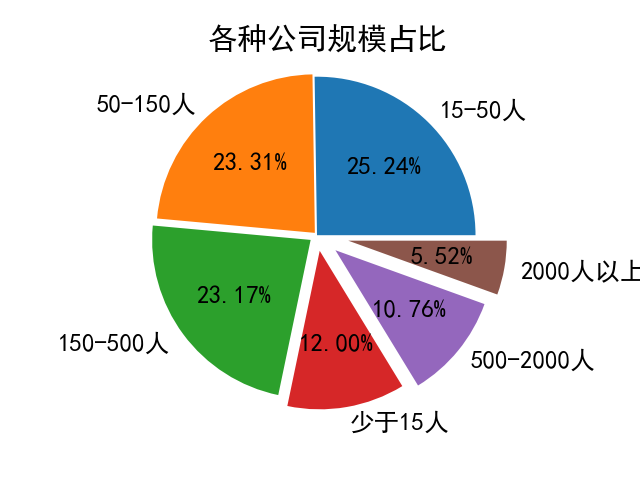 各种公司规模占比
50-150人
15-50人
23.31%
25.24%
5.52%
2000人以上
23.17%
10.76%
150-500人
12.00%
500-2000人
少于15人